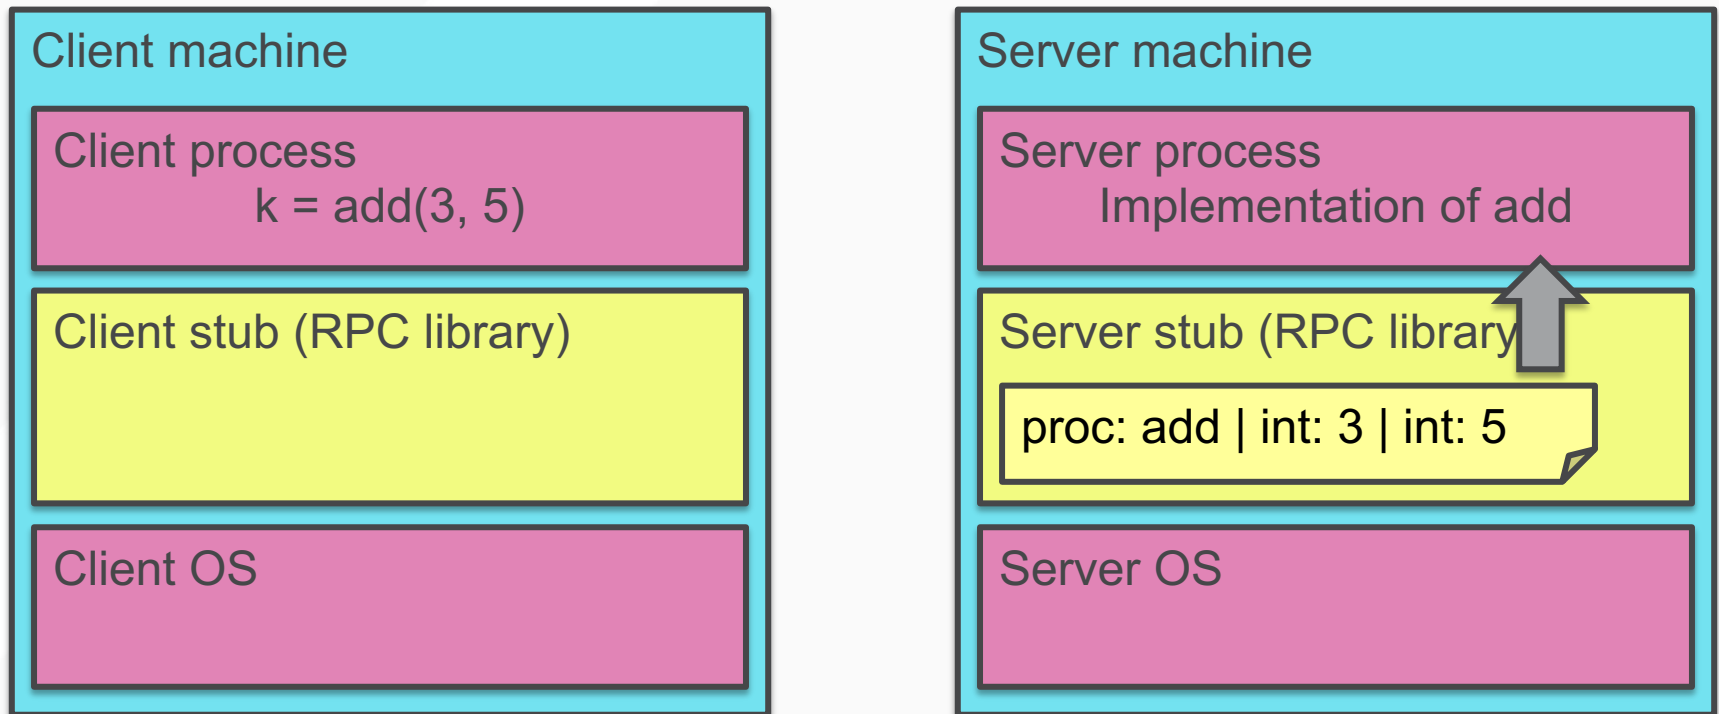 Client machine
Client process
k = add(3, 5)
Client stub (RPC library)
Client OS
Server machine
Server process
Implementation of add
Server stub (RPC library
proc: add | int: 3 | int: 5
Server OS